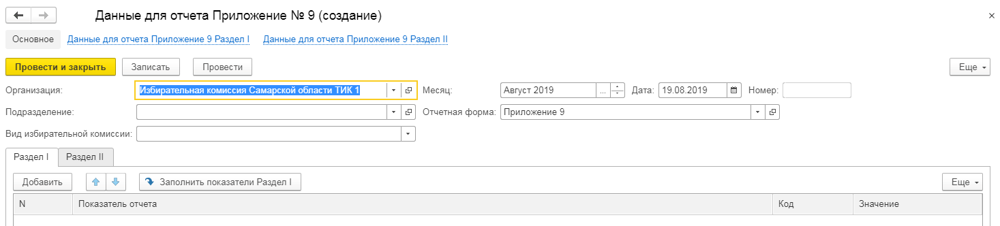 Данные для отчета Приложение № 9 (создание)
Основное Данные для отчета Приложение 9 Раздел I Данные для отчета Приложение 9 Раздел II
Провести и закрыть Записать Провести Еще
Организация: Избирательная комиссия Самарской области ТИК 1 Месяц: Август 2019 ... Дата: 19.08.2019 Номер:
Подразделение: Отчетная форма: Приложение 9
Вид избирательной комиссии:
Раздел I Раздел II
Добавить Заполнить показатели Раздел I Еще
N Показатель отчета Код Значение